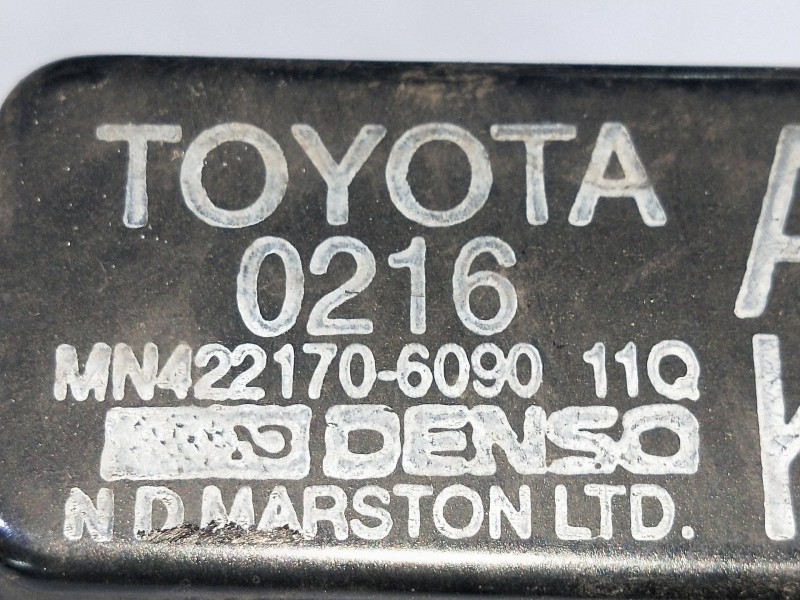 TOYOTA
0216
MN422170-6090 11Q
DENSO
N D MARSTON LTD.